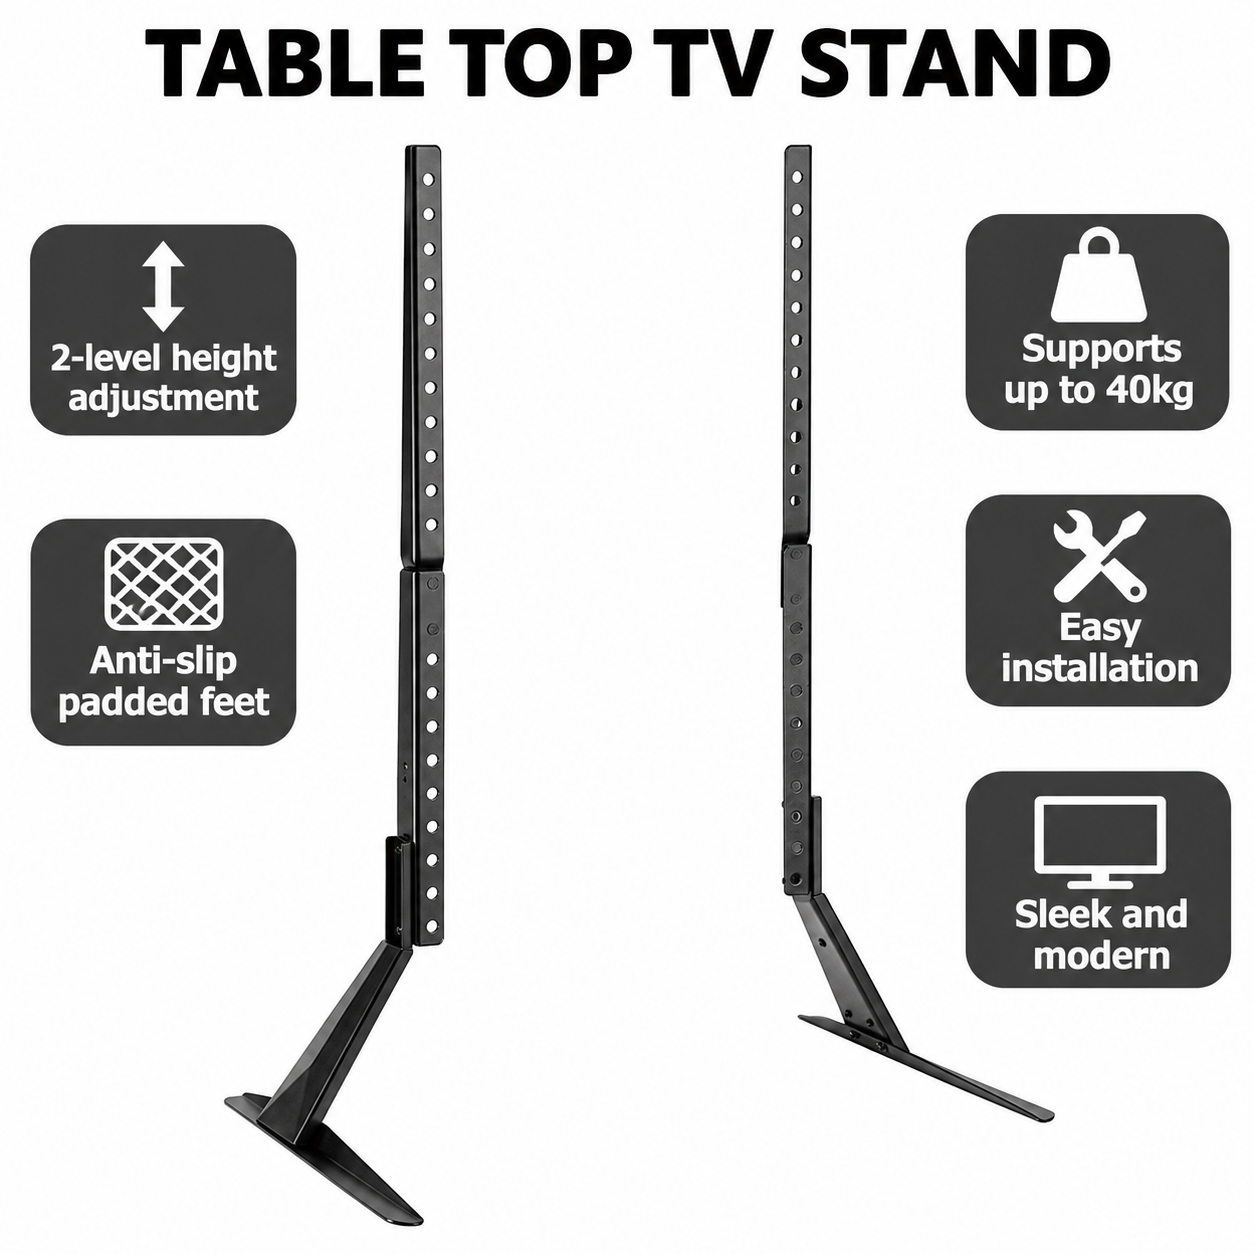 TABLE TOP TV STAND
2-level height
adjustment
Anti-slip
padded feet
Supports
up to 40kg
Easy
installation
Sleek and
modern